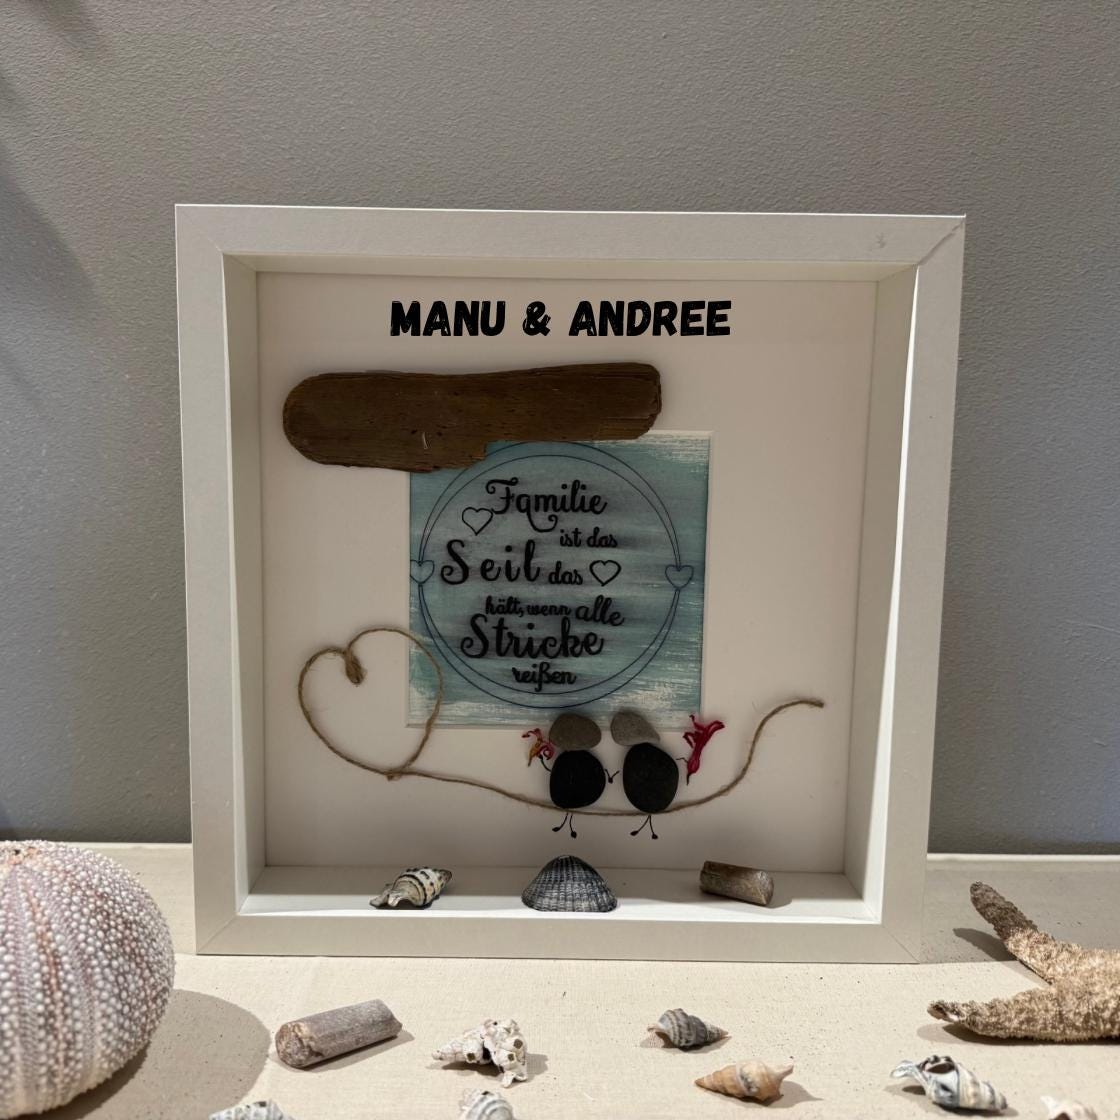 MANU & ANDREE
Familie
ist das
Seil das
hält, wenn alle
Stricke
reißen